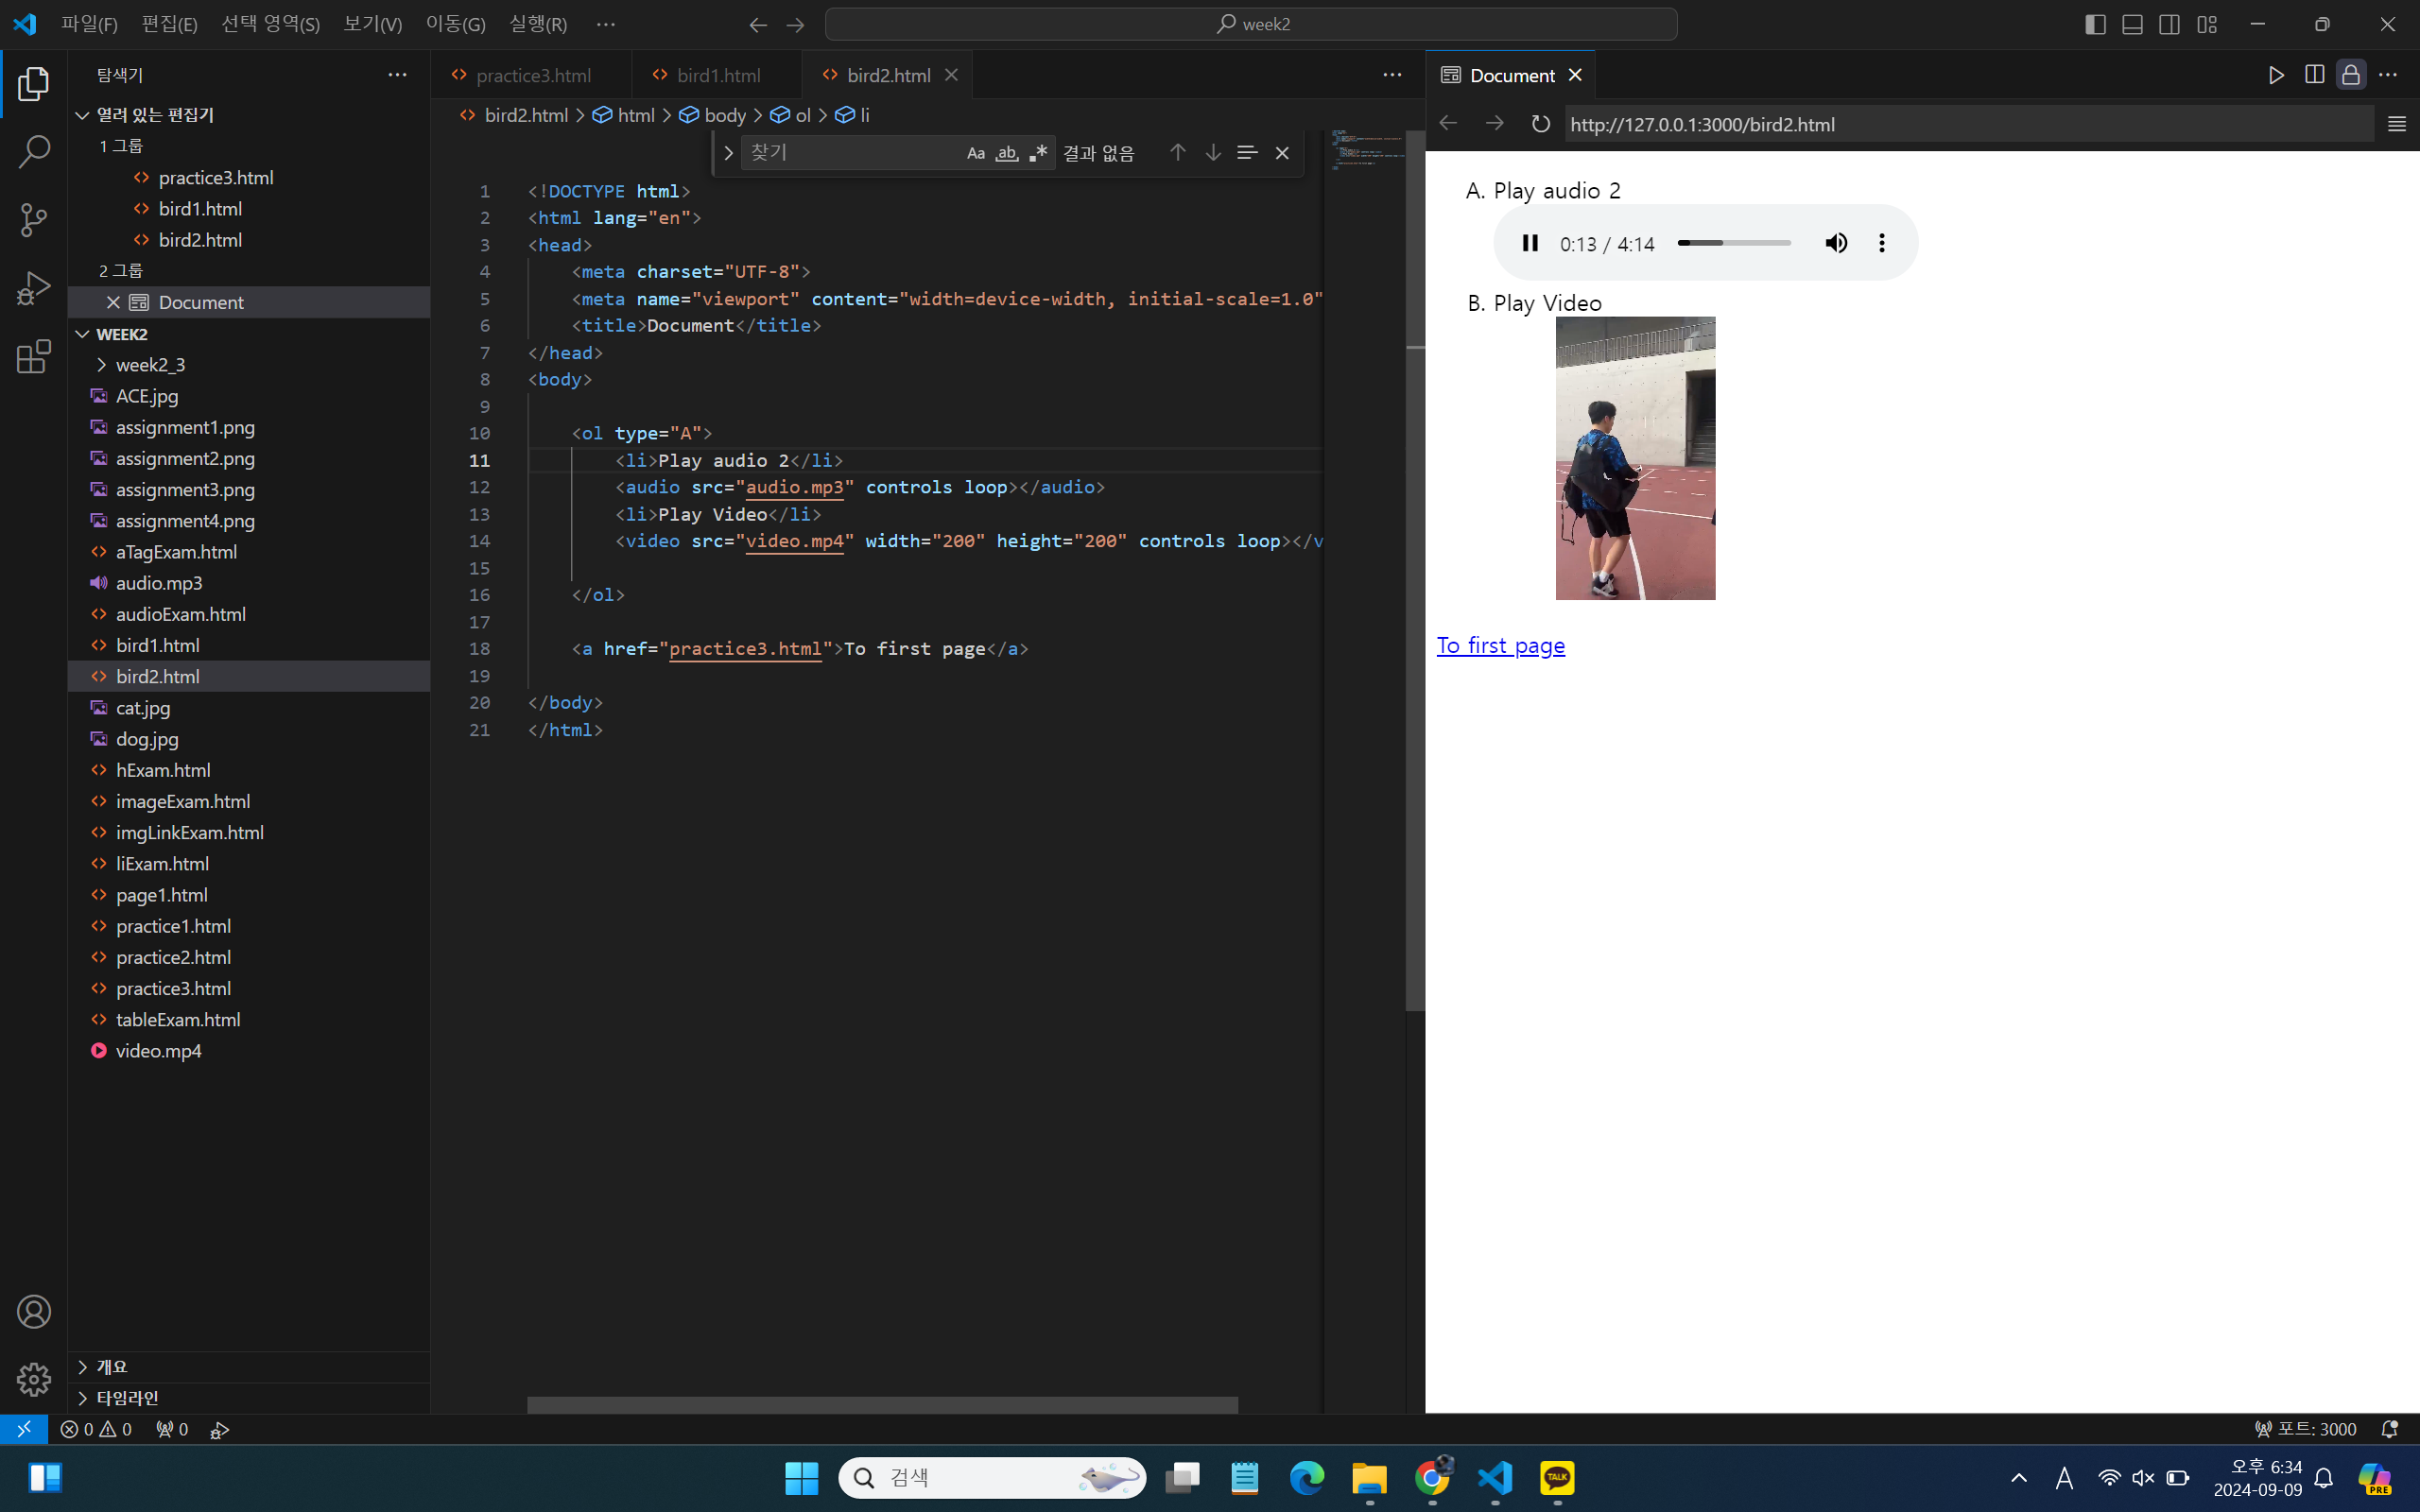 파일(F) 편집(E) 선택 영역(S) 보기(V) 이동(G) 실행(R) ··· week2
탐색기
열려 있는 편집기
1 그룹
practice3.html
bird1.html
bird2.html
2 그룹
Document
WEEK2
week2_3
ACE.jpg
assignment1.png
assignment2.png
assignment3.png
assignment4.png
aTagExam.html
audio.mp3
audioExam.html
bird1.html
bird2.html
cat.jpg
dog.jpg
hExam.html
imageExam.html
imgLinkExam.html
liExam.html
page1.html
practice1.html
practice2.html
practice3.html
tableExam.html
video.mp4
개요
타임라인
practice3.html bird1.html bird2.html
bird2.html > html > body > ol > li
찾기 Aa ab 결과 없음
1 <!DOCTYPE html>
2 <html lang="en">
3 <head>
4 <meta charset="UTF-8">
5 <meta name="viewport" content="width=device-width, initial-scale=1.0"
6 <title>Document</title>
7 </head>
8 <body>
9
10 <ol type="A">
11 <li>Play audio 2</li>
12 <audio src="audio.mp3" controls loop></audio>
13 <li>Play Video</li>
14 <video src="video.mp4" width="200" height="200" controls loop></v
15
16 </ol>
17
18 <a href="practice3.html">To first page</a>
19
20 </body>
21 </html>
Document
http://127.0.0.1:3000/bird2.html
A. Play audio 2
0:13 / 4:14
B. Play Video
To first page
0 0 0 포트: 3000
검색
TALK
A
오후 6:34
2024-09-09
PRE